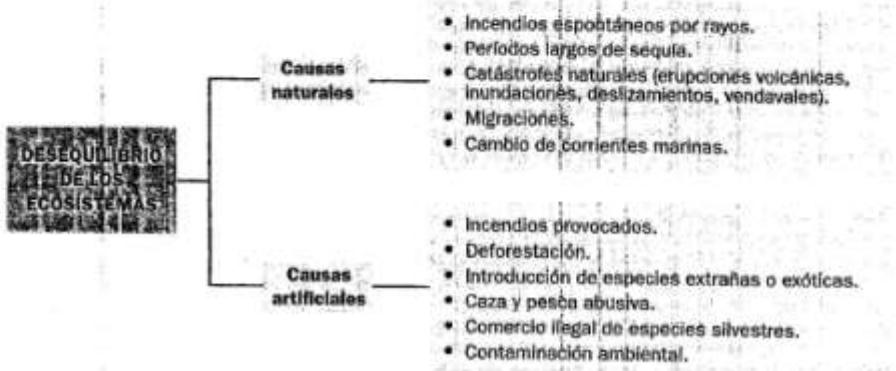 DESEQUILIBRIO
DE LOS
ECOSISTEMAS
Causas
naturales
• Incendios espontáneos por rayos.
• Períodos largos de sequía.
• Catástrofes naturales (erupciones volcánicas,
inundaciones, deslizamientos, vendavales).
• Migraciones.
• Cambio de corrientes marinas.
Causas
artificiales
• Incendios provocados.
• Deforestación.
• Introducción de especies extrañas o exóticas.
• Caza y pesca abusiva.
• Comercio ilegal de especies silvestres.
• Contaminación ambiental.